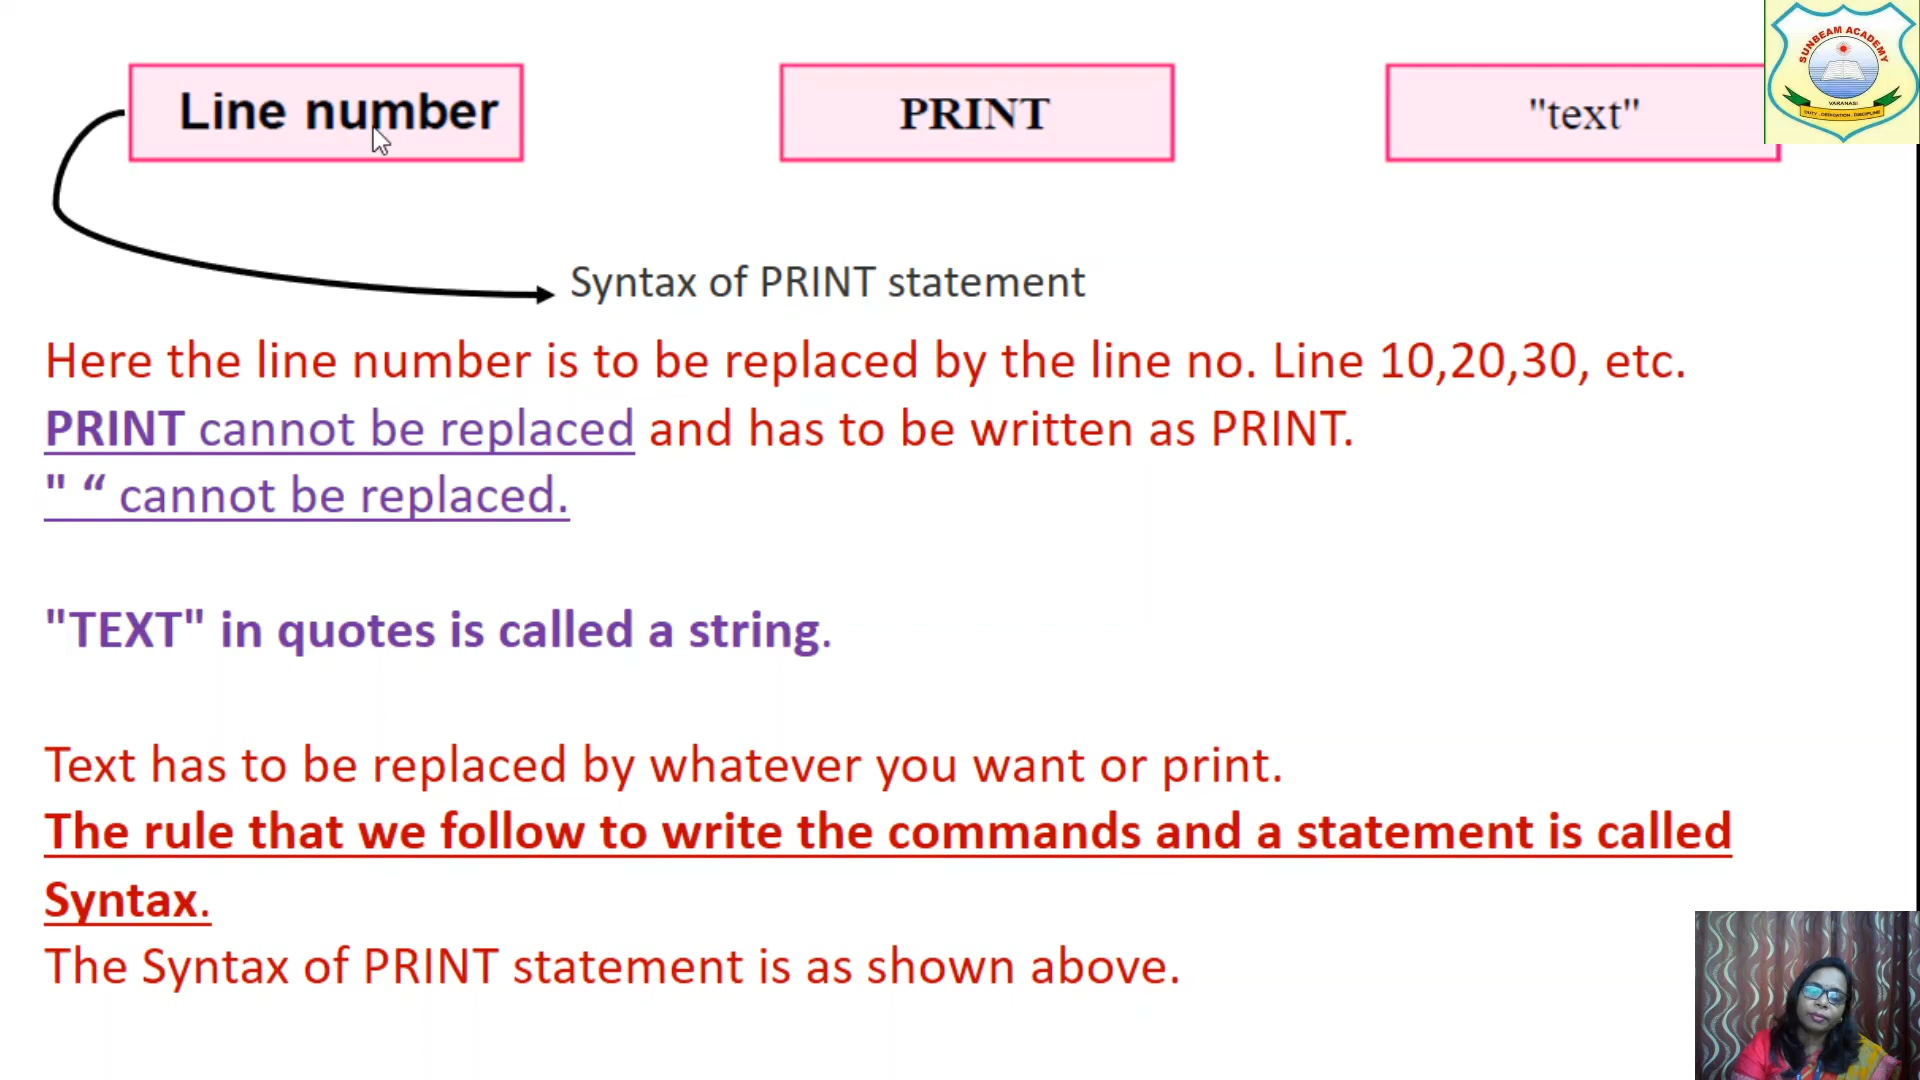 Line number
PRINT
"text"
SUNBEAM ACADEMY
VARANASI
DUTY . DEDICATION . DISCIPLINE
Syntax of PRINT statement
Here the line number is to be replaced by the line no. Line 10,20,30, etc.
PRINT cannot be replaced and has to be written as PRINT.
" “ cannot be replaced.
"TEXT" in quotes is called a string.
Text has to be replaced by whatever you want or print.
The rule that we follow to write the commands and a statement is called
Syntax.
The Syntax of PRINT statement is as shown above.